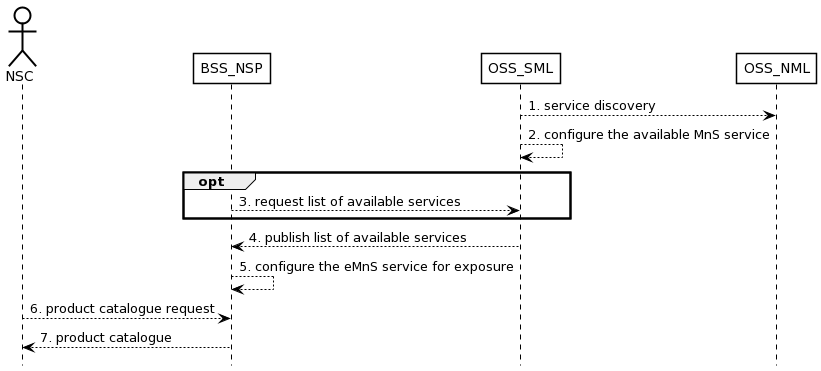 NSC
BSS_NSP
OSS_SML
OSS_NML
1. service discovery
2. configure the available MnS service
opt
3. request list of available services
4. publish list of available services
5. configure the eMnS service for exposure
6. product catalogue request
7. product catalogue